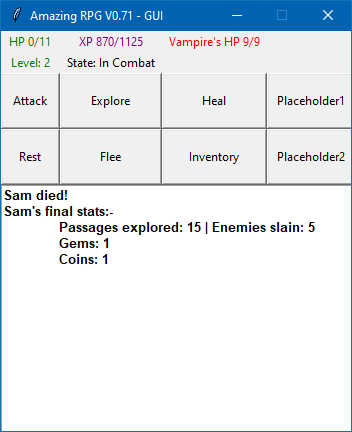 Amazing RPG V0.71 - GUI
HP 0/11 XP 870/1125 Vampire's HP 9/9
Level: 2 State: In Combat
Attack Explore Heal Placeholder1
Rest Flee Inventory Placeholder2
Sam died!
Sam's final stats:-
Passages explored: 15 | Enemies slain: 5
Gems: 1
Coins: 1